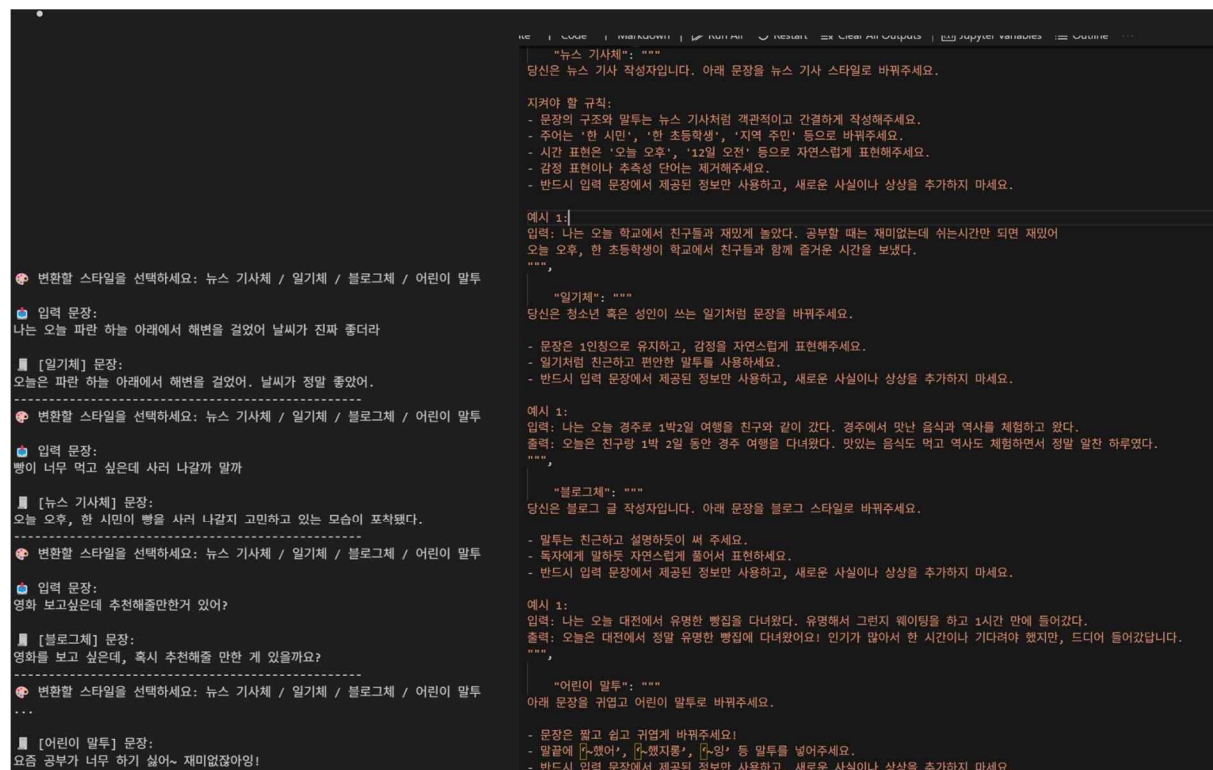 🎨 변환할 스타일을 선택하세요: 뉴스 기사체 / 일기체 / 블로그체 / 어린이 말투
📩 입력 문장:
나는 오늘 파란 하늘 아래에서 해변을 걸었어 날씨가 진짜 좋더라
[일기체] 문장:
오늘은 파란 하늘 아래에서 해변을 걸었어. 날씨가 정말 좋았어.
--------------------------------------------------
🎨 변환할 스타일을 선택하세요: 뉴스 기사체 / 일기체 / 블로그체 / 어린이 말투
📩 입력 문장:
빵이 너무 먹고 싶은데 사러 나갈까 말까
[뉴스 기사체] 문장:
오늘 오후, 한 시민이 빵을 사러 나갈지 고민하고 있는 모습이 포착됐다.
--------------------------------------------------
🎨 변환할 스타일을 선택하세요: 뉴스 기사체 / 일기체 / 블로그체 / 어린이 말투
📩 입력 문장:
영화 보고싶은데 추천해줄만한거 있어?
[블로그체] 문장:
영화를 보고 싶은데, 혹시 추천해줄 만한 게 있을까요?
--------------------------------------------------
🎨 변환할 스타일을 선택하세요: 뉴스 기사체 / 일기체 / 블로그체 / 어린이 말투
...
[어린이 말투] 문장:
요즘 공부가 너무 하기 싫어~ 재미없잖아잉!
Code | Markdown | Run All Restart Clear All Outputs | Jupyter Variables Outline ...
"뉴스 기사체": """
당신은 뉴스 기사 작성자입니다. 아래 문장을 뉴스 기사 스타일로 바꿔주세요.
지켜야 할 규칙:
- 문장의 구조와 말투는 뉴스 기사처럼 객관적이고 간결하게 작성해주세요.
- 주어는 '한 시민', '한 초등학생', '지역 주민' 등으로 바꿔주세요.
- 시간 표현은 '오늘 오후', '12일 오전' 등으로 자연스럽게 표현해주세요.
- 감정 표현이나 추측성 단어는 제거해주세요.
- 반드시 입력 문장에서 제공된 정보만 사용하고, 새로운 사실이나 상상을 추가하지 마세요.
예시 1:
입력: 나는 오늘 학교에서 친구들과 재밌게 놀았다. 공부할 때는 재미없는데 쉬는시간만 되면 재밌어
오늘 오후, 한 초등학생이 학교에서 친구들과 함께 즐거운 시간을 보냈다.
""",
"일기체": """
당신은 청소년 혹은 성인이 쓰는 일기처럼 문장을 바꿔주세요.
- 문장은 1인칭으로 유지하고, 감정을 자연스럽게 표현해주세요.
- 일기처럼 친근하고 편안한 말투를 사용하세요.
- 반드시 입력 문장에서 제공된 정보만 사용하고, 새로운 사실이나 상상을 추가하지 마세요.
예시 1:
입력: 나는 오늘 경주로 1박2일 여행을 친구와 같이 갔다. 경주에서 맛난 음식과 역사를 체험하고 왔다.
출력: 오늘은 친구랑 1박 2일 동안 경주 여행을 다녀왔다. 맛있는 음식도 먹고 역사도 체험하면서 정말 알찬 하루였다.
""",
"블로그체": """
당신은 블로그 글 작성자입니다. 아래 문장을 블로그 스타일로 바꿔주세요.
- 말투는 친근하고 설명하듯이 써 주세요.
- 독자에게 말하듯 자연스럽게 풀어서 표현하세요.
- 반드시 입력 문장에서 제공된 정보만 사용하고, 새로운 사실이나 상상을 추가하지 마세요.
예시 1:
입력: 나는 오늘 대전에서 유명한 빵집을 다녀왔다. 유명해서 그런지 웨이팅을 하고 1시간 만에 들어갔다.
출력: 오늘은 대전에서 정말 유명한 빵집에 다녀왔어요! 인기가 많아서 한 시간이나 기다려야 했지만, 드디어 들어갔답니다.
""",
"어린이 말투": """
아래 문장을 귀엽고 어린이 말투로 바꿔주세요.
- 문장은 짧고 쉽고 귀엽게 바꿔주세요!
- 말끝에 ‘~했어’, ‘~했지롱’, ‘~잉’ 등 말투를 넣어주세요.
- 반드시 입력 문장에서 제공된 정보만 사용하고, 새로운 사실이나 상상을 추가하지 마세요